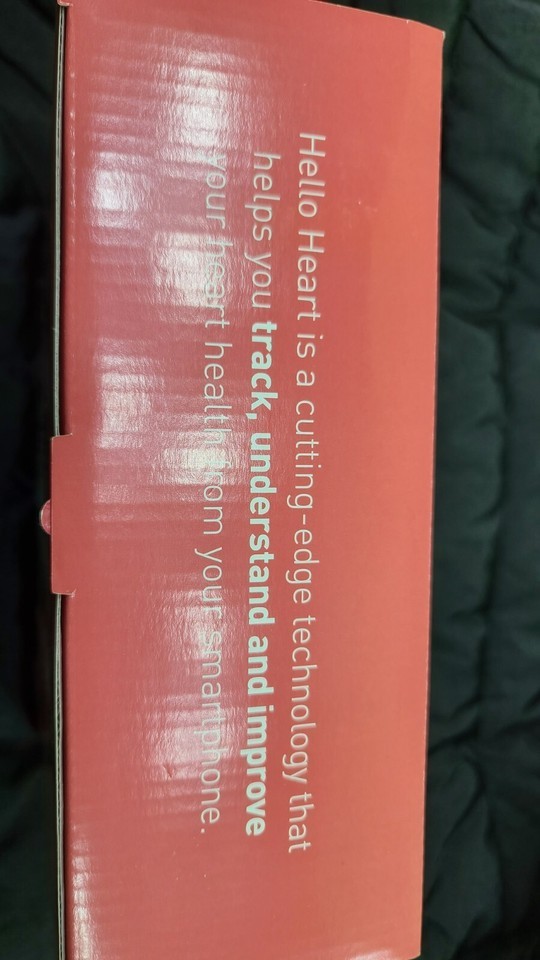 Hello Heart is a cutting-edge technology that
helps you track, understand and improve
your heart health from your smartphone.